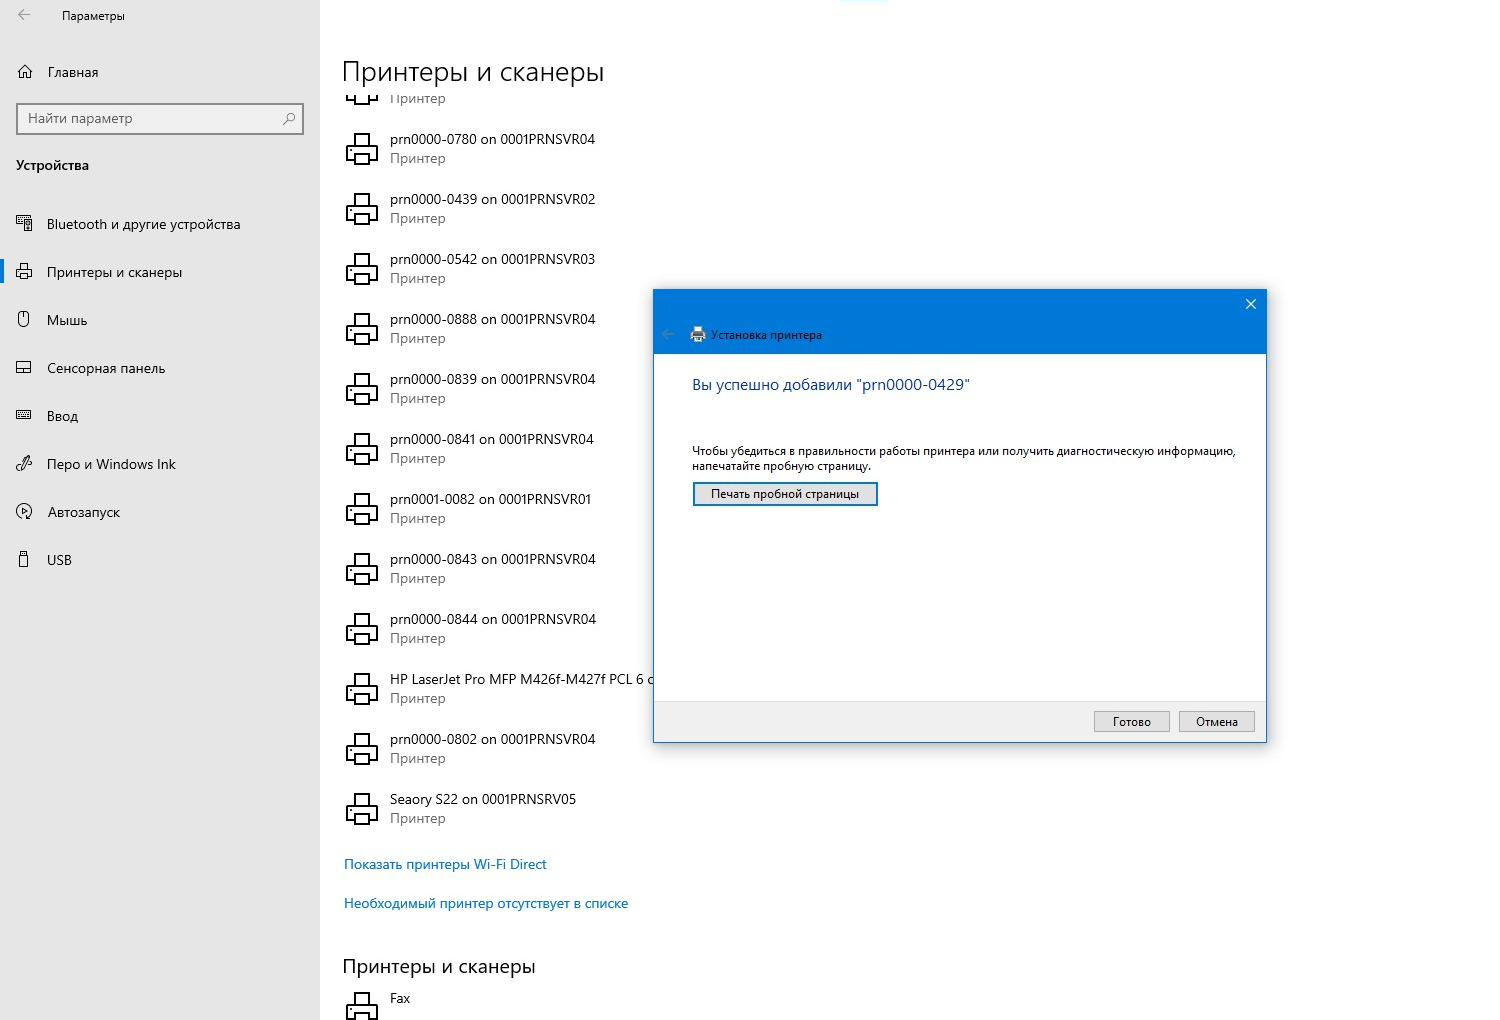 Параметры
Главная
Найти параметр
Устройства
Bluetooth и другие устройства
Принтеры и сканеры
Мышь
Сенсорная панель
Ввод
Перо и Windows Ink
Автозапуск
USB
Принтеры и сканеры
Принтер
prn0000-0780 on 0001PRNSVR04
Принтер
prn0000-0439 on 0001PRNSVR02
Принтер
prn0000-0542 on 0001PRNSVR03
Принтер
prn0000-0888 on 0001PRNSVR04
Принтер
prn0000-0839 on 0001PRNSVR04
Принтер
prn0000-0841 on 0001PRNSVR04
Принтер
prn0001-0082 on 0001PRNSVR01
Принтер
prn0000-0843 on 0001PRNSVR04
Принтер
prn0000-0844 on 0001PRNSVR04
Принтер
HP LaserJet Pro MFP M426f-M427f PCL 6
Принтер
prn0000-0802 on 0001PRNSVR04
Принтер
Seaory S22 on 0001PRNSRV05
Принтер
Показать принтеры Wi-Fi Direct
Необходимый принтер отсутствует в списке
Принтеры и сканеры
Fax
Установка принтера
Вы успешно добавили "prn0000-0429"
Чтобы убедиться в правильности работы принтера или получить диагностическую информацию,
напечатайте пробную страницу.
Печать пробной страницы
Готово
Отмена